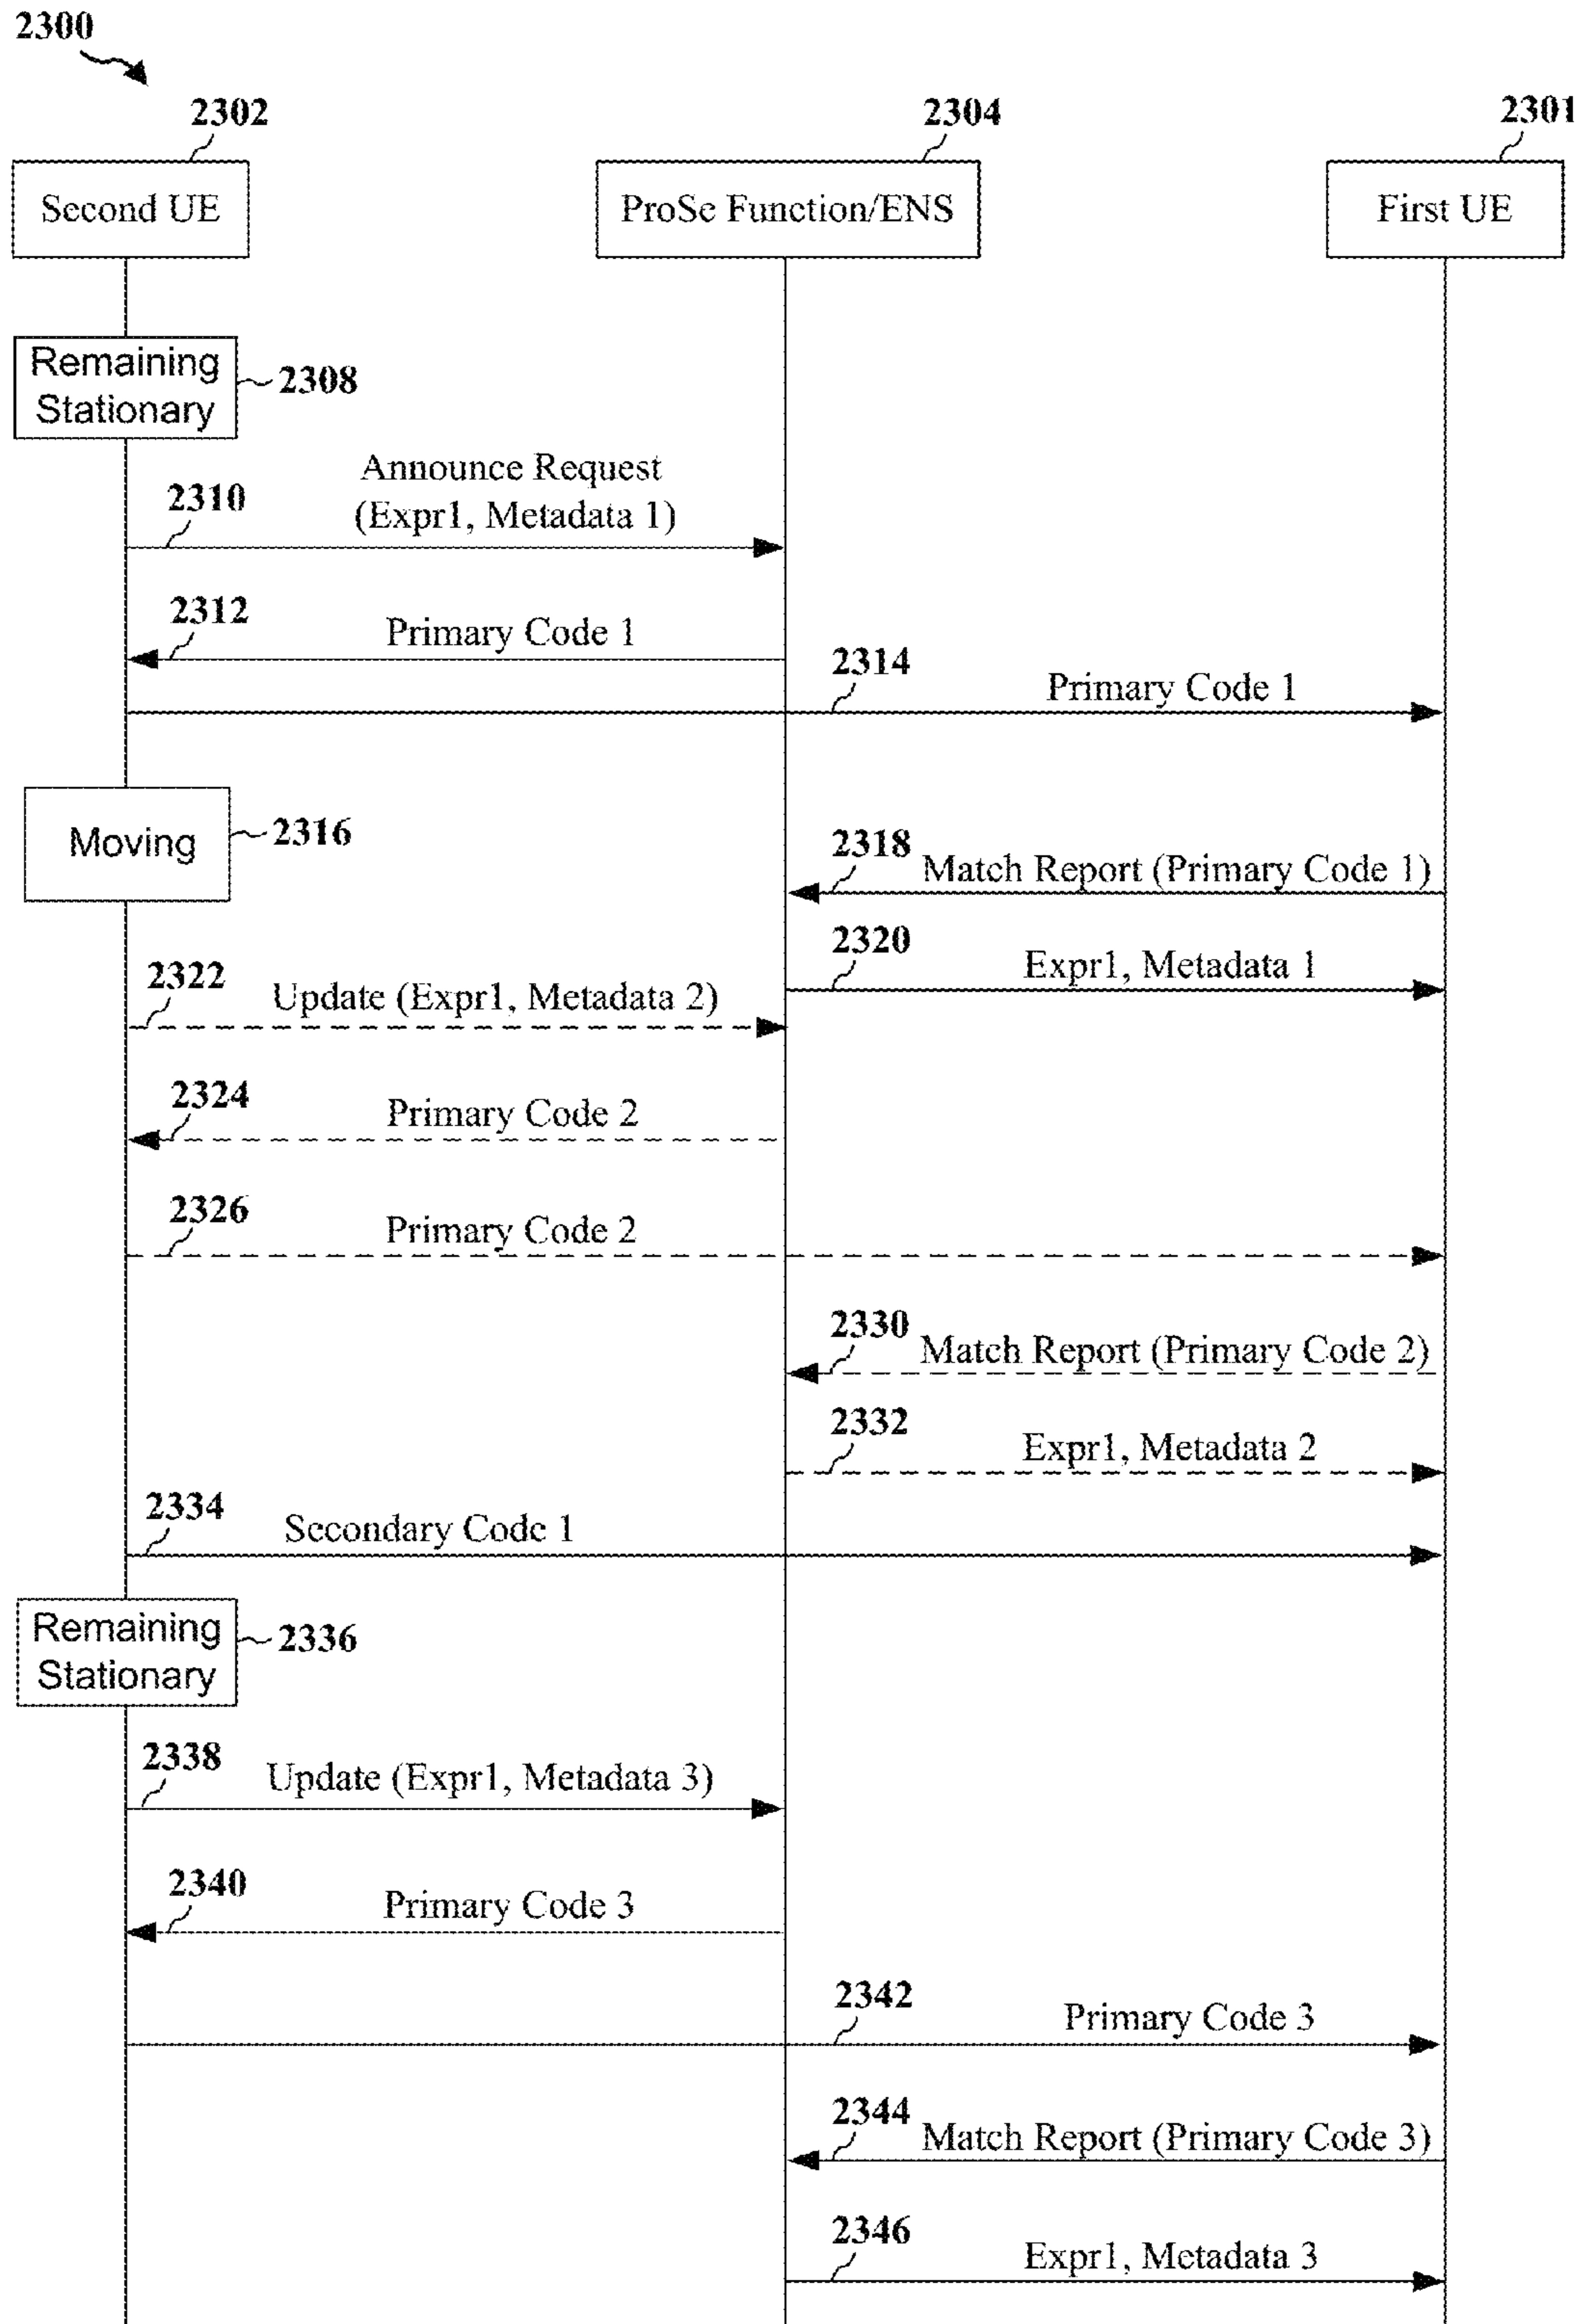 2300
2302
2304
2301
Second UE
ProSe Function/ENS
First UE
Remaining
Stationary
2308
Announce Request
2310
(Expr1, Metadata 1)
2312
Primary Code 1
2314
Primary Code 1
Moving
2316
2318
Match Report (Primary Code 1)
2320
Expr1, Metadata 1
2322
Update (Expr1, Metadata 2)
2324
Primary Code 2
2326
Primary Code 2
2330
Match Report (Primary Code 2)
2332
Expr1, Metadata 2
2334
Secondary Code 1
Remaining
Stationary
2336
2338
Update (Expr1, Metadata 3)
2340
Primary Code 3
2342
Primary Code 3
2344
Match Report (Primary Code 3)
2346
Expr1, Metadata 3